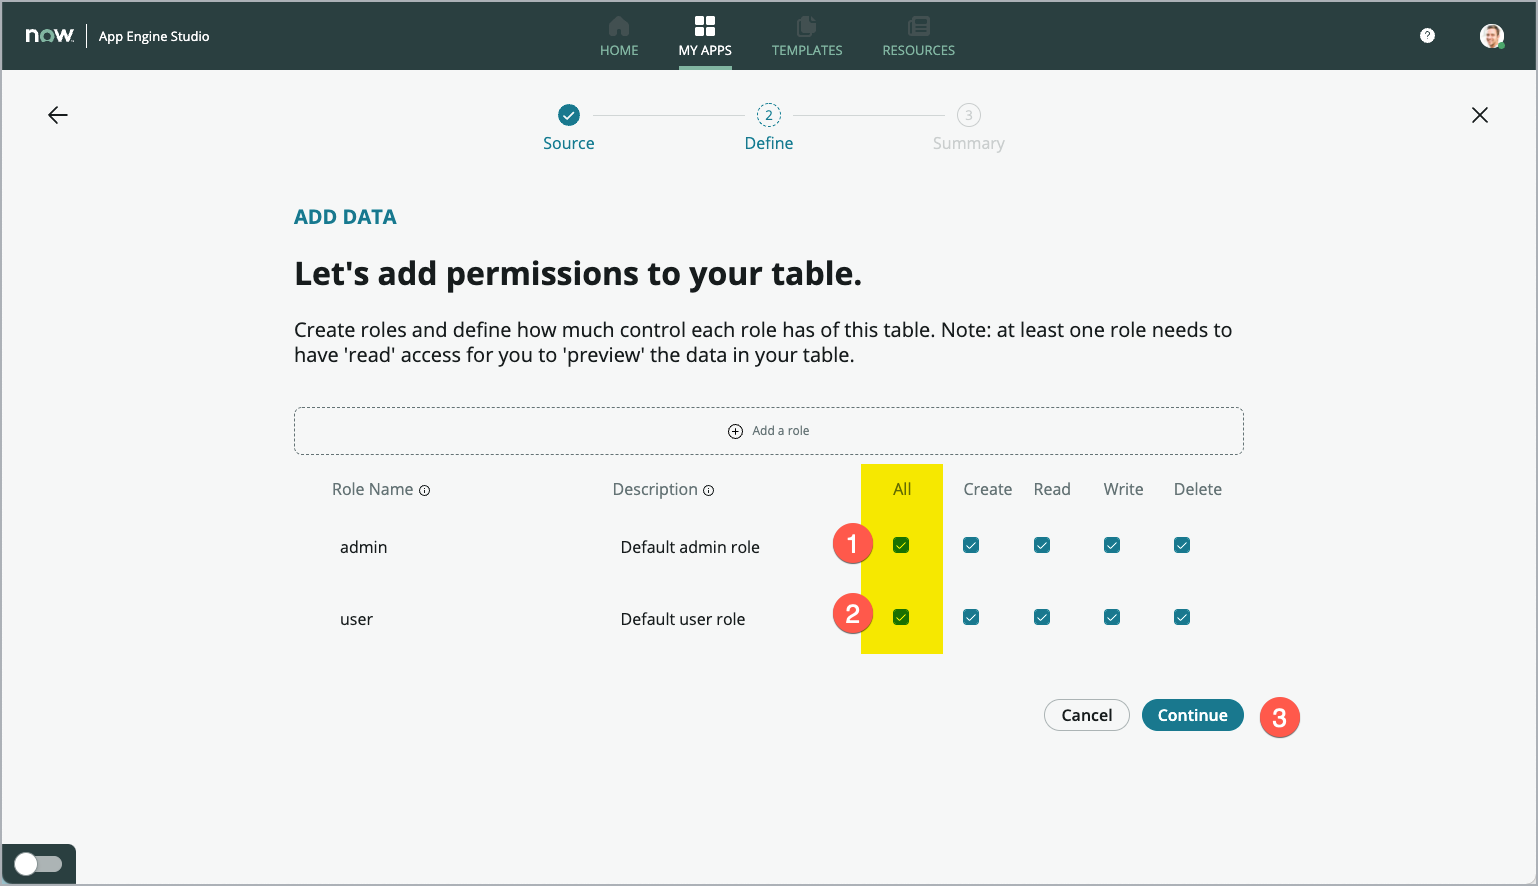 now
App Engine Studio
HOME
MY APPS
TEMPLATES
RESOURCES
?
2
3
Source
Define
Summary
ADD DATA
Let's add permissions to your table.
Create roles and define how much control each role has of this table. Note: at least one role needs to
have 'read' access for you to 'preview' the data in your table.
Add a role
Role Name
Description
All
Create
Read
Write
Delete
admin
Default admin role
1
user
Default user role
2
Cancel
Continue
3